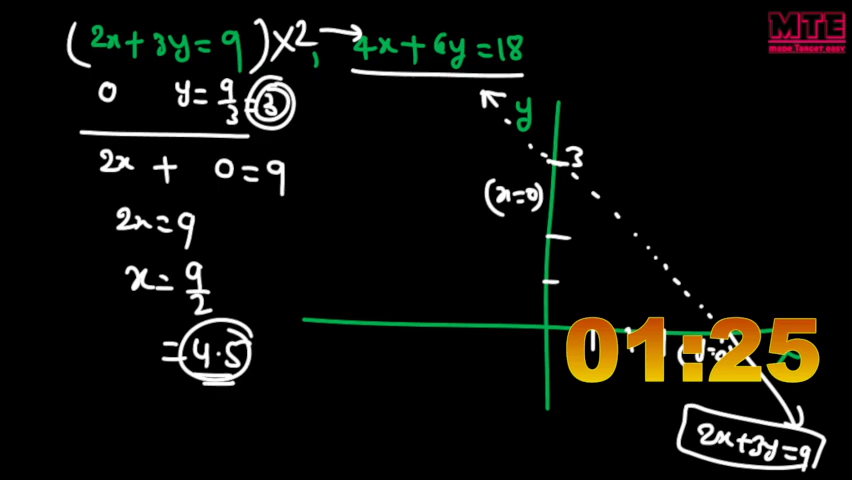 (2x + 3y = 9) × 2, → 4x + 6y = 18
0 y = 9/3 = 3
2x + 0 = 9
2x = 9
x = 9/2
= 4.5
y
3
(x=0)
01:25
2x+3y=9
MTE
Made Target easy